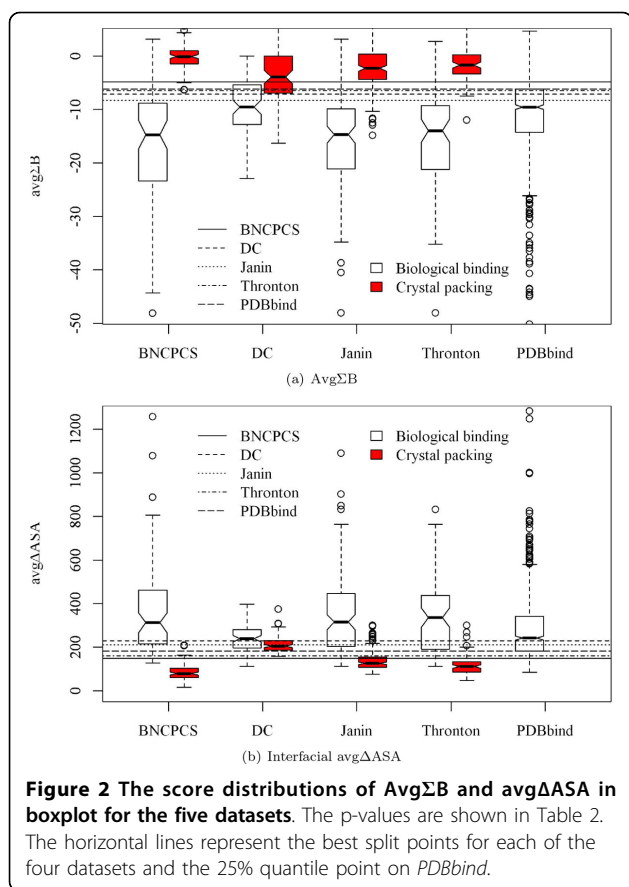 0
-10
-20
-30
-40
-50
avgΣB
BNCPCS
DC
Janin
Thronton
PDBbind
Biological binding
Crystal packing
BNCPCS DC Janin Thronton PDBbind
(a) AvgΣB
1200
1000
800
600
400
200
0
avgΔASA
BNCPCS
DC
Janin
Thronton
PDBbind
Biological binding
Crystal packing
BNCPCS DC Janin Thronton PDBbind
(b) Interfacial avgΔASA
Figure 2 The score distributions of AvgΣB and avgΔASA in
boxplot for the five datasets. The p-values are shown in Table 2.
The horizontal lines represent the best split points for each of the
four datasets and the 25% quantile point on PDBbind.